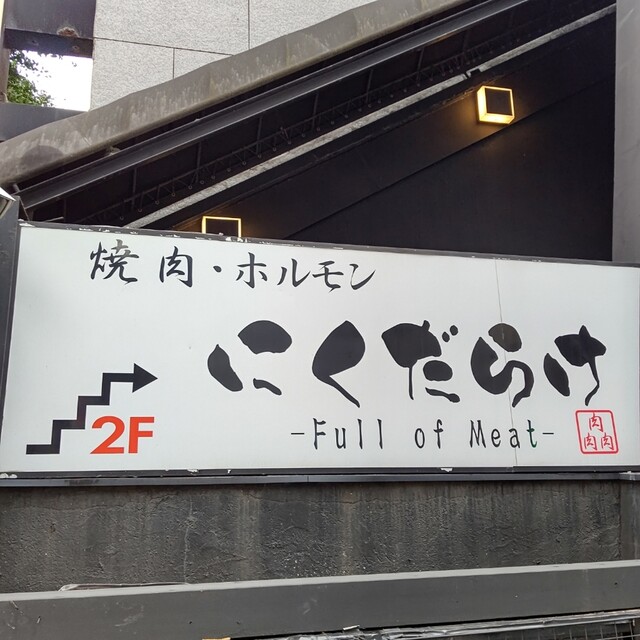 焼肉・ホルモン
にくだらけ
-Full of Meat-
2F
肉
肉肉